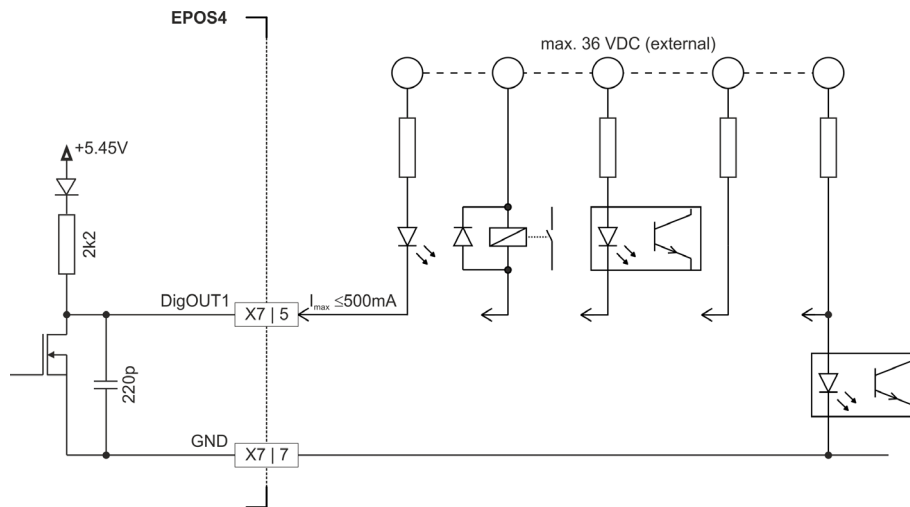 EPOS4
max. 36 VDC (external)
+5.45V
2k2
DigOUT1
X7 | 5
Imax ≤500mA
220p
GND
X7 | 7